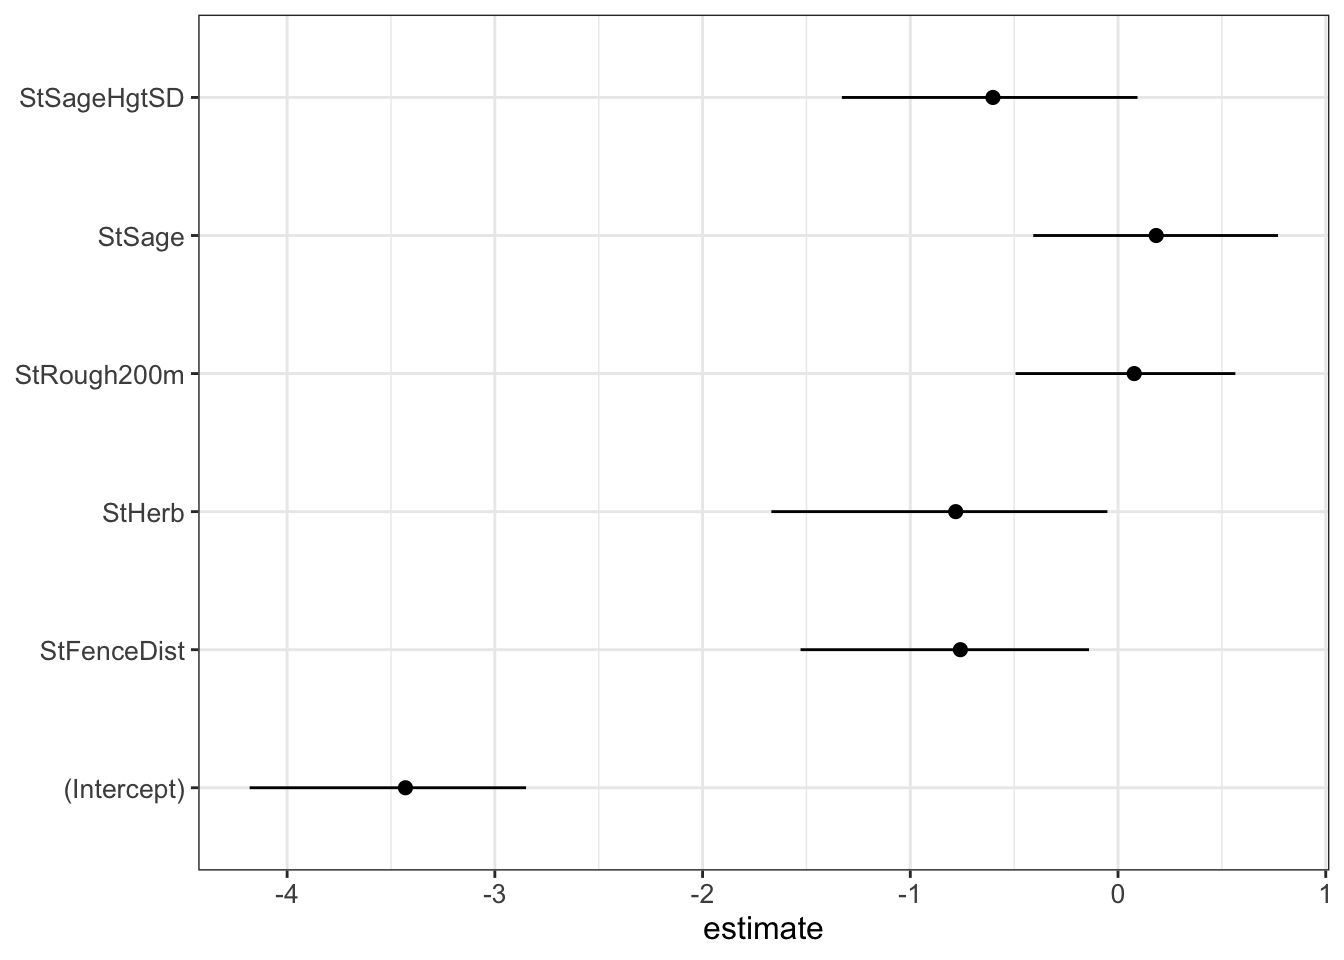 StSageHgtSD
StSage
StRough200m
StHerb
StFenceDist
(Intercept)
-4 -3 -2 -1 0 1
estimate